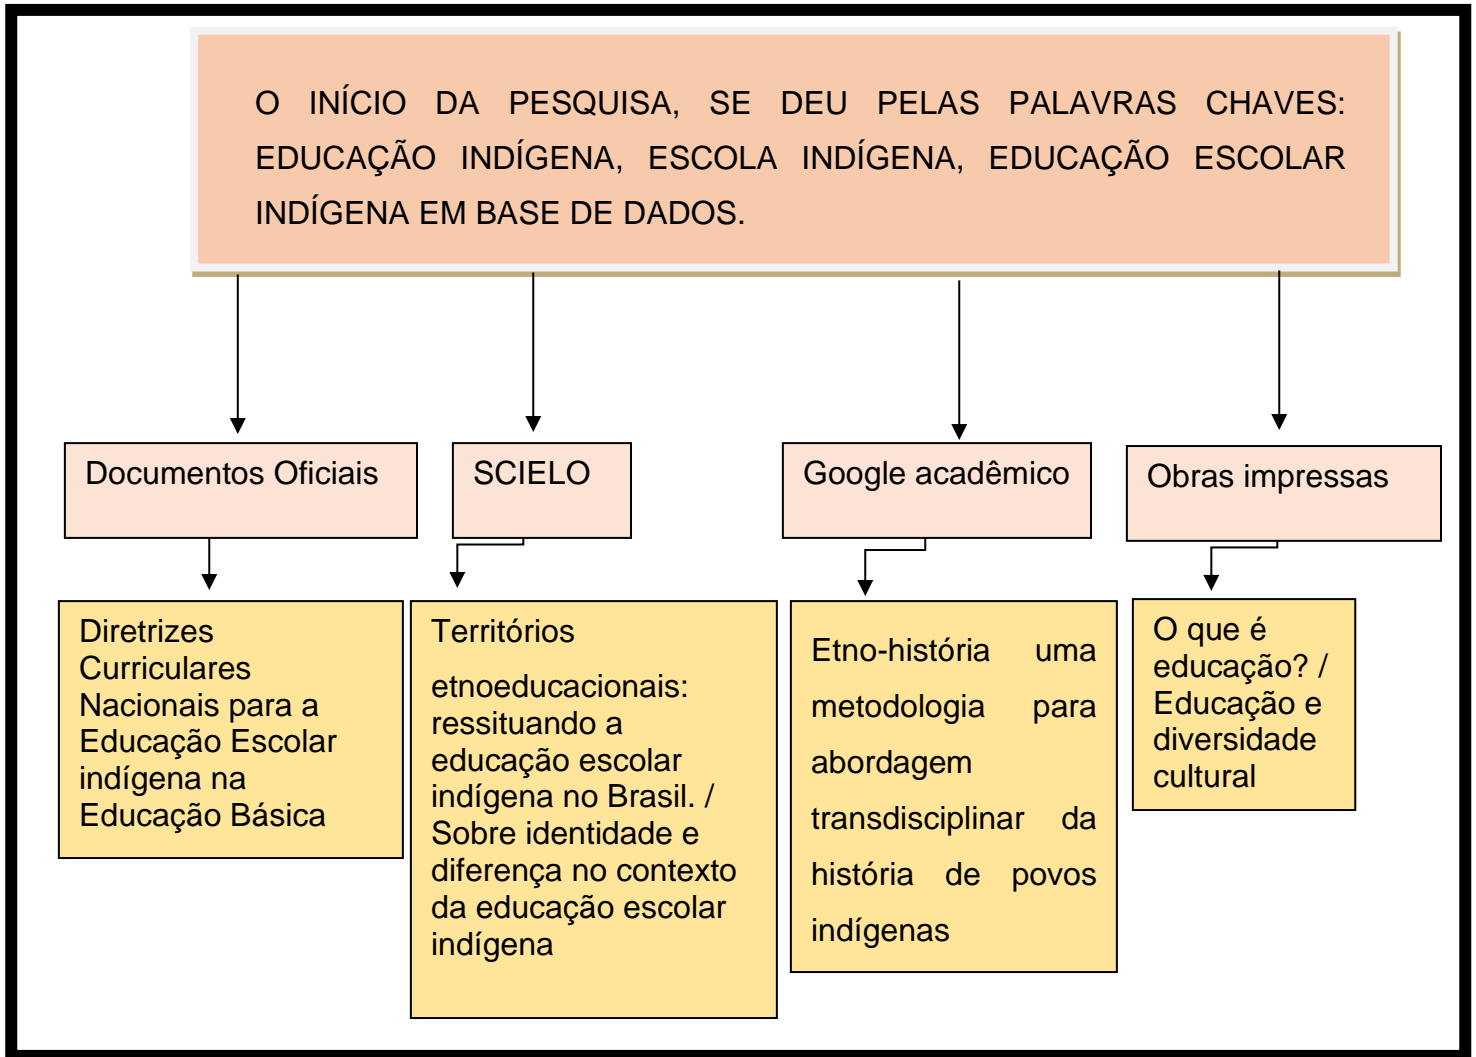 O INÍCIO DA PESQUISA, SE DEU PELAS PALAVRAS CHAVES:
EDUCAÇÃO INDÍGENA, ESCOLA INDÍGENA, EDUCAÇÃO ESCOLAR
INDÍGENA EM BASE DE DADOS.
Documentos Oficiais
SCIELO
Google acadêmico
Obras impressas
Diretrizes
Curriculares
Nacionais para a
Educação Escolar
indígena na
Educação Básica
Territórios
etnoeducacionais:
ressituando a
educação escolar
indígena no Brasil. /
Sobre identidade e
diferença no contexto
da educação escolar
indígena
Etno-história uma
metodologia para
abordagem
transdisciplinar da
história de povos
indígenas
O que é
educação? /
Educação e
diversidade
cultural